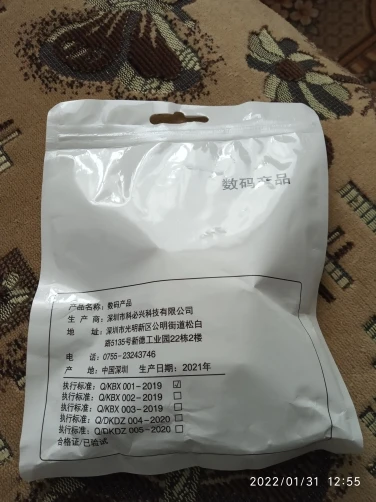 数码产品
产品名称：数码产品
生 产 商：深圳市科必兴科技有限公司
地 址：深圳市光明新区公明街道松白
路5135号新德工业园22栋2楼
电 话：0755-23243746
产 地：中国深圳 生产日期：2021年
执行标准：Q/KBX 001-2019 ☑
执行标准：Q/KBX 002-2019 □
执行标准：Q/KBX 003-2019 □
执行标准：Q/DKDZ 004-2020 □
执行标准：Q/DKDZ 005-2020 □
合格证/已验试
2022/01/31 12:55